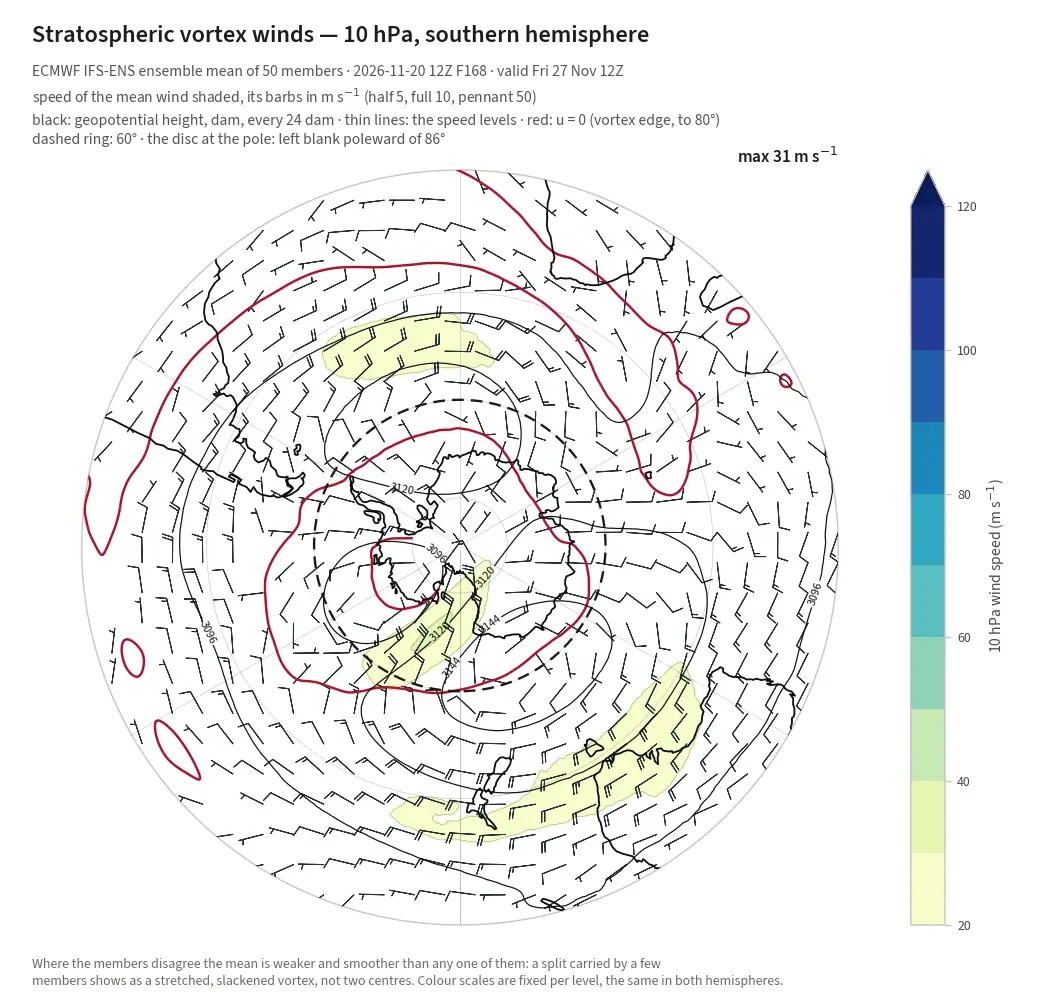 Stratospheric vortex winds — 10 hPa, southern hemisphere
ECMWF IFS-ENS ensemble mean of 50 members · 2026-11-20 12Z F168 · valid Fri 27 Nov 12Z
speed of the mean wind shaded, its barbs in m s⁻¹ (half 5, full 10, pennant 50)
black: geopotential height, dam, every 24 dam · thin lines: the speed levels · red: u = 0 (vortex edge, to 80°)
dashed ring: 60° · the disc at the pole: left blank poleward of 86°
max 31 m s⁻¹
120
100
80
60
40
20
10 hPa wind speed (m s⁻¹)
3120
3096
3120
3144
3120
3144
3096
3096
Where the members disagree the mean is weaker and smoother than any one of them: a split carried by a few
members shows as a stretched, slackened vortex, not two centres. Colour scales are fixed per level, the same in both hemispheres.